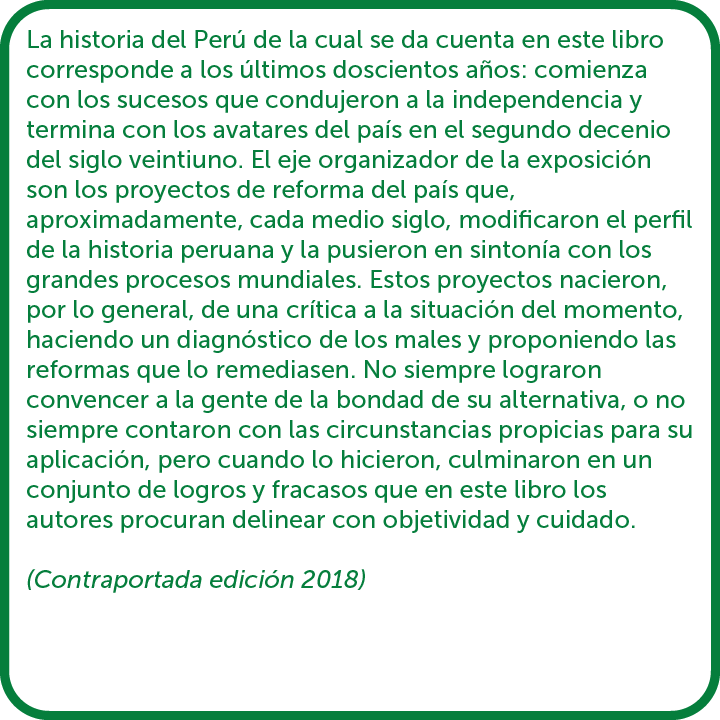 La historia del Perú de la cual se da cuenta en este libro
corresponde a los últimos doscientos años: comienza
con los sucesos que condujeron a la independencia y
termina con los avatares del país en el segundo decenio
del siglo veintiuno. El eje organizador de la exposición
son los proyectos de reforma del país que,
aproximadamente, cada medio siglo, modificaron el perfil
de la historia peruana y la pusieron en sintonía con los
grandes procesos mundiales. Estos proyectos nacieron,
por lo general, de una crítica a la situación del momento,
haciendo un diagnóstico de los males y proponiendo las
reformas que lo remediasen. No siempre lograron
convencer a la gente de la bondad de su alternativa, o no
siempre contaron con las circunstancias propicias para su
aplicación, pero cuando lo hicieron, culminaron en un
conjunto de logros y fracasos que en este libro los
autores procuran delinear con objetividad y cuidado.
(Contraportada edición 2018)